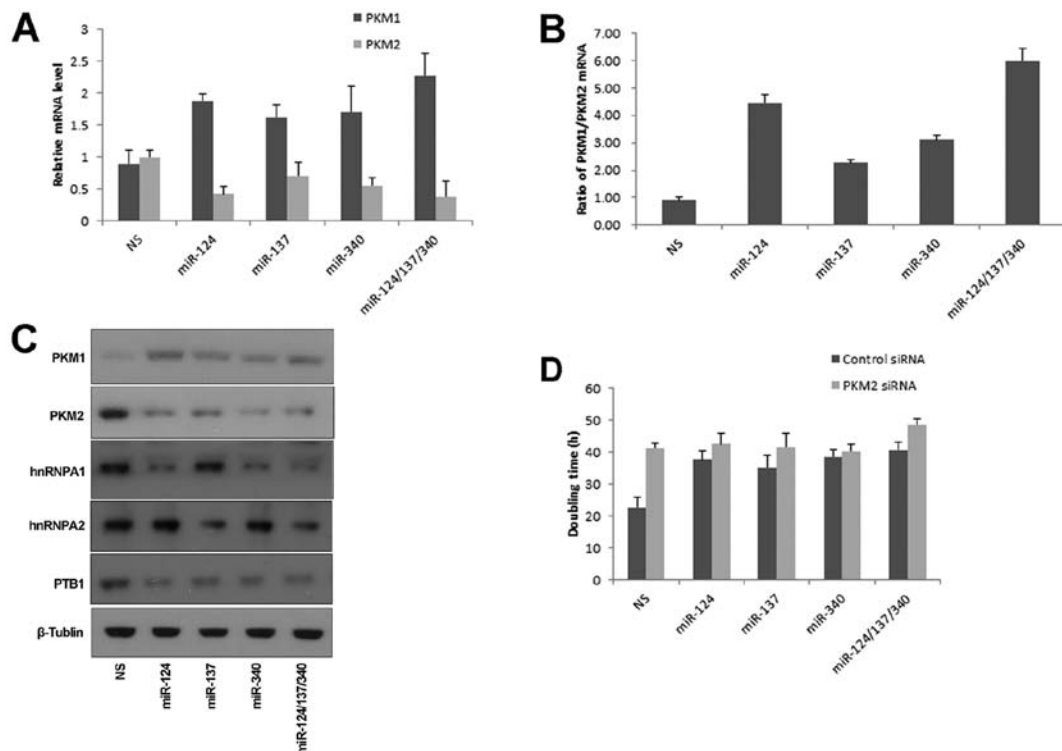 A
PKM1
PKM2
Relative mRNA level
3
2.5
2
1.5
1
0.5
0
NS
miR-124
miR-137
miR-340
miR-124/137/340
B
Ratio of PKM1/PKM2 mRNA
7.00
6.00
5.00
4.00
3.00
2.00
1.00
0.00
NS
miR-124
miR-137
miR-340
miR-124/137/340
C
PKM1
PKM2
hnRNPA1
hnRNPA2
PTB1
β-Tublin
NS
miR-124
miR-137
miR-340
miR-124/137/340
D
Control siRNA
PKM2 siRNA
Doubling time (h)
60
50
40
30
20
10
0
NS
miR-124
miR-137
miR-340
miR-124/137/340